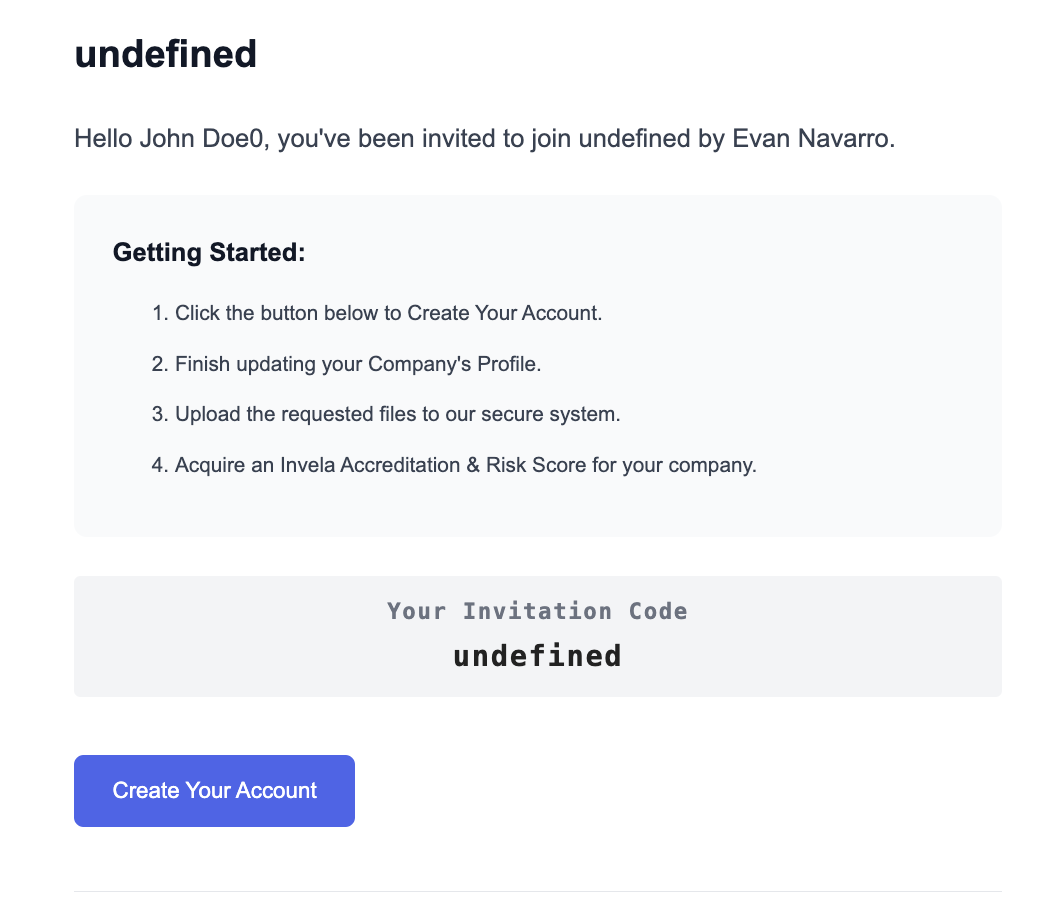 undefined
Hello John Doe0, you've been invited to join undefined by Evan Navarro.
Getting Started:
1. Click the button below to Create Your Account.
2. Finish updating your Company's Profile.
3. Upload the requested files to our secure system.
4. Acquire an Invela Accreditation & Risk Score for your company.
Your Invitation Code
undefined
Create Your Account